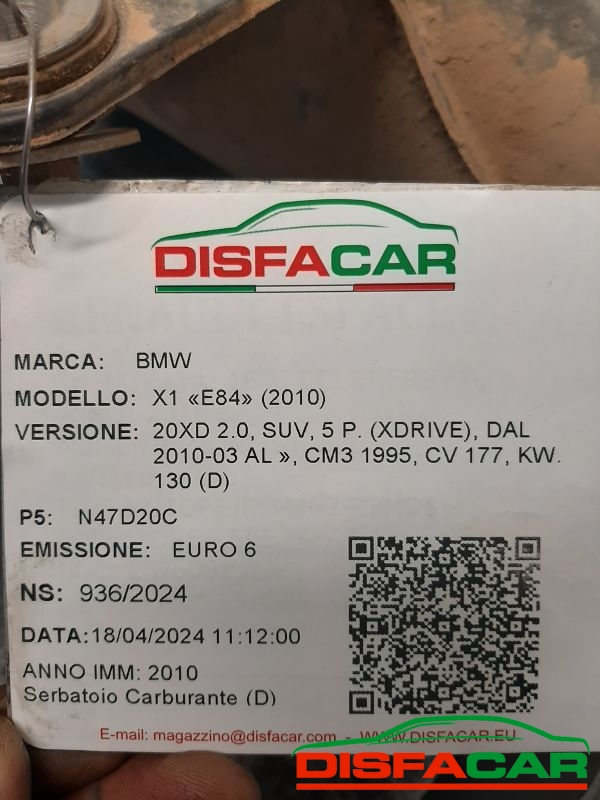 DISFACAR
MARCA: BMW
MODELLO: X1 «E84» (2010)
VERSIONE: 20XD 2.0, SUV, 5 P. (XDRIVE), DAL
2010-03 AL », CM3 1995, CV 177, KW.
130 (D)
P5: N47D20C
EMISSIONE: EURO 6
NS: 936/2024
DATA:18/04/2024 11:12:00
ANNO IMM: 2010
Serbatoio Carburante (D)
E-mail: magazzino@disfacar.com - WWW.DISFACAR.EU
DISFACAR